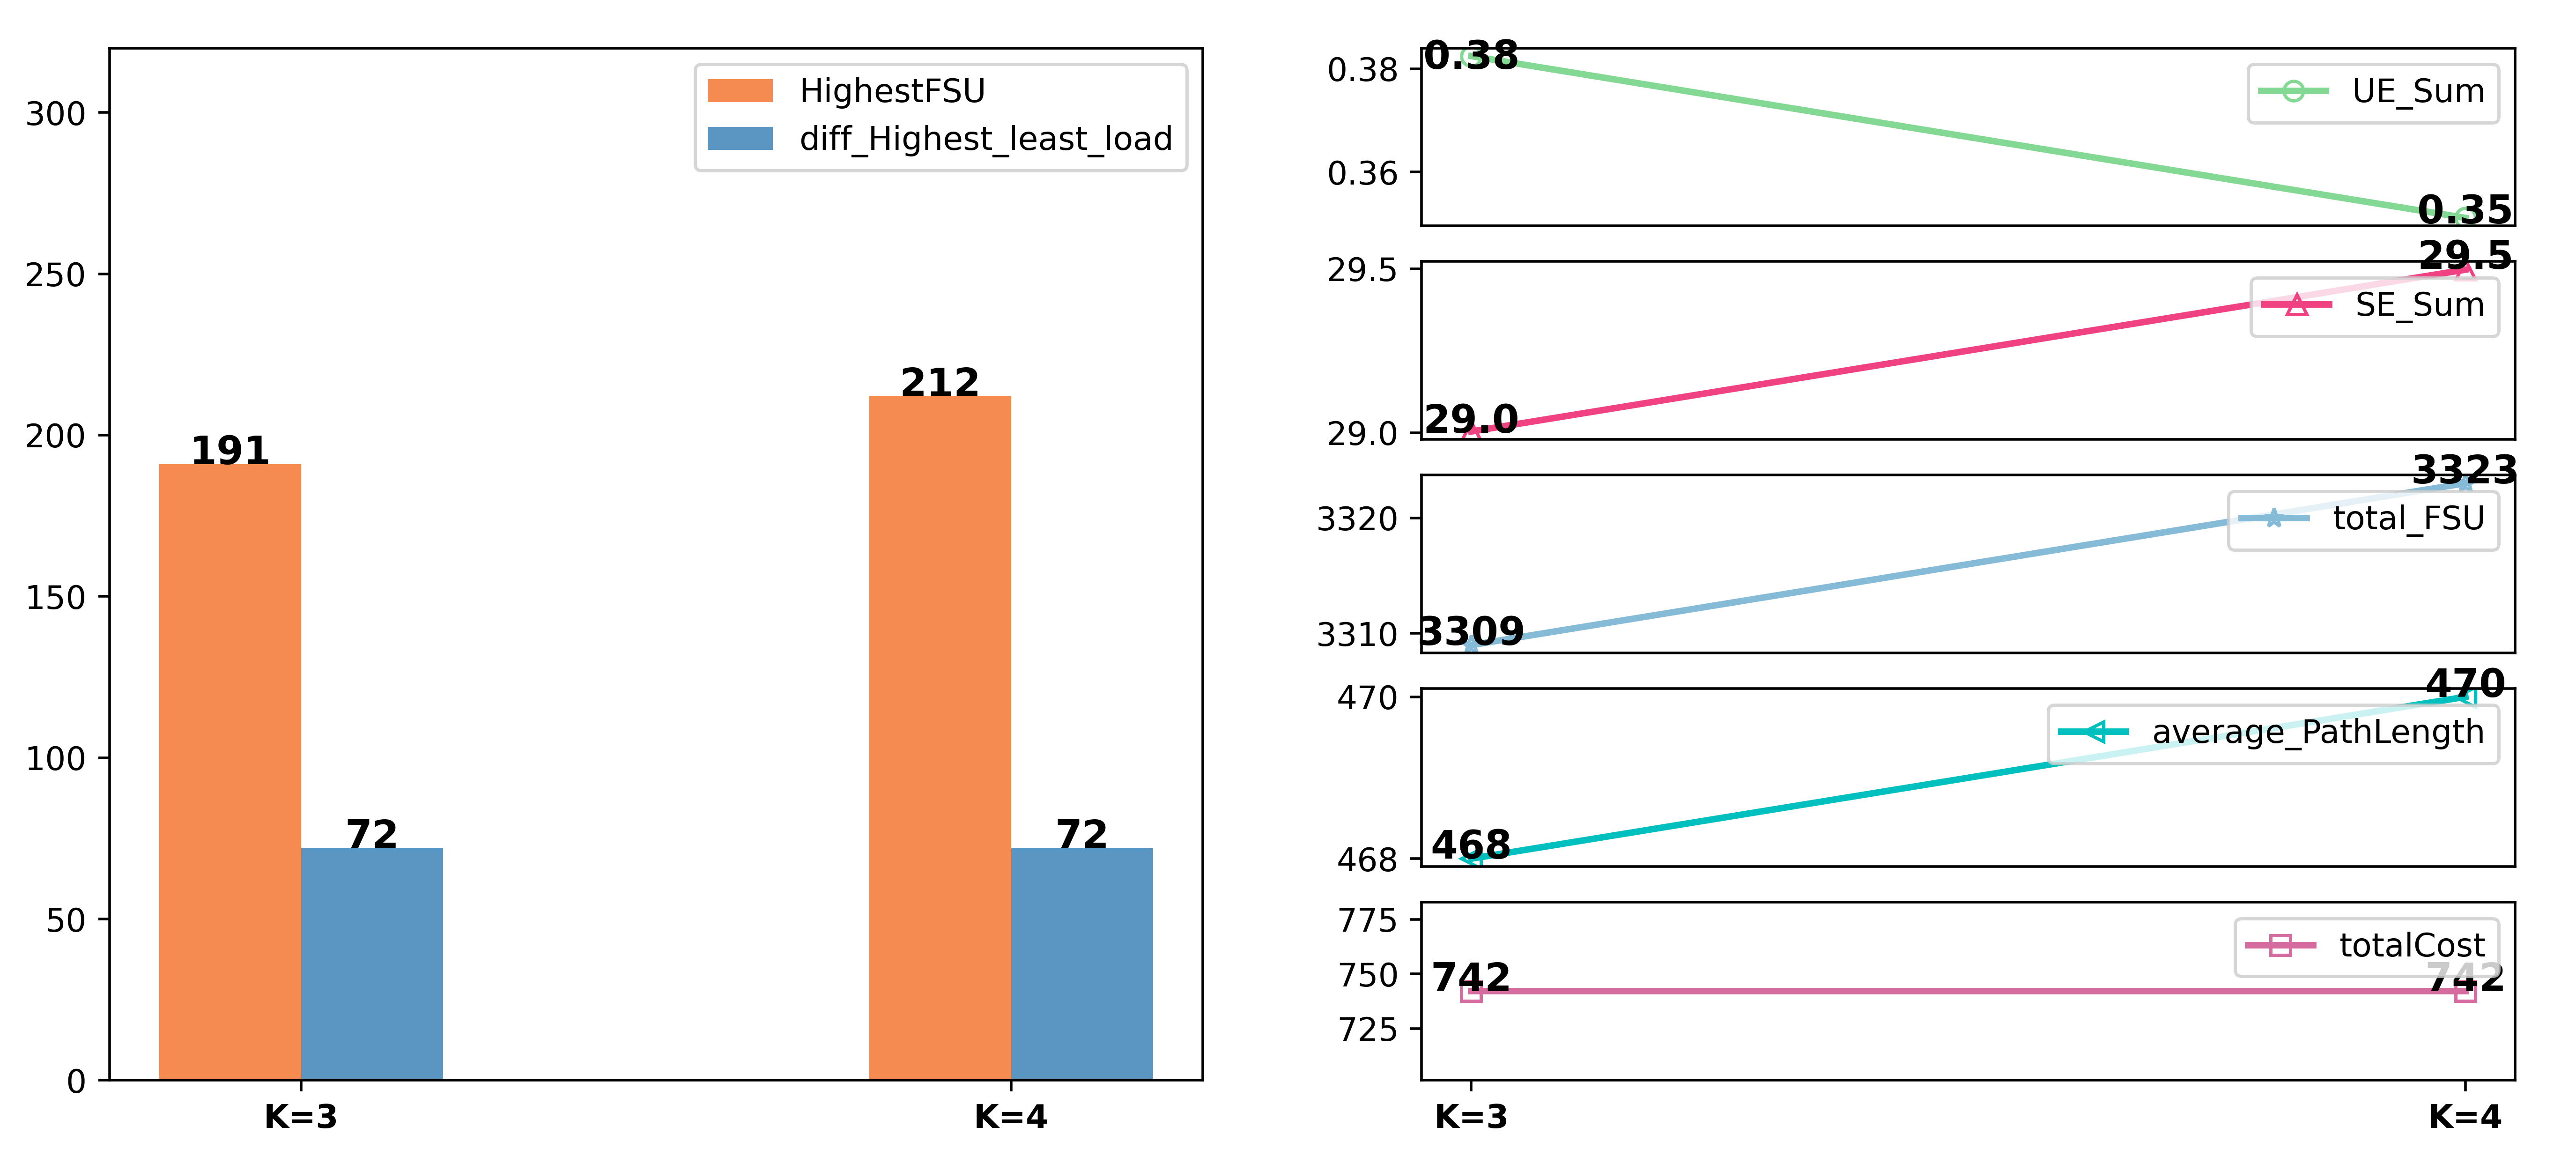 300
250
200
150
100
50
0
HighestFSU
diff_Highest_least_load
191
72
212
72
K=3
K=4
0.38
0.36
0.38
0.35
UE_Sum
29.5
29.0
29.0
29.5
SE_Sum
3320
3310
3309
3323
total_FSU
470
468
468
470
average_PathLength
775
750
725
742
742
totalCost
K=3
K=4